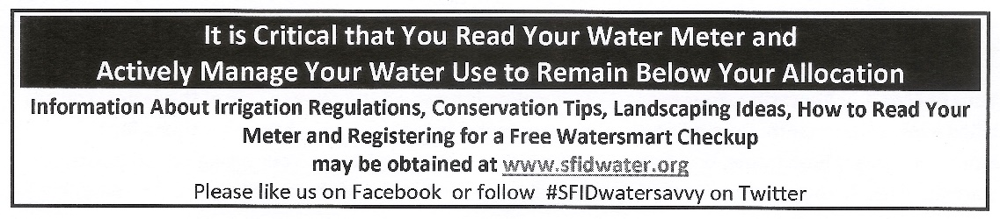 It is Critical that You Read Your Water Meter and
Actively Manage Your Water Use to Remain Below Your Allocation
Information About Irrigation Regulations, Conservation Tips, Landscaping Ideas, How to Read Your
Meter and Registering for a Free Watersmart Checkup
may be obtained at www.sfidwater.org
Please like us on Facebook or follow #SFIDwatersavvy on Twitter